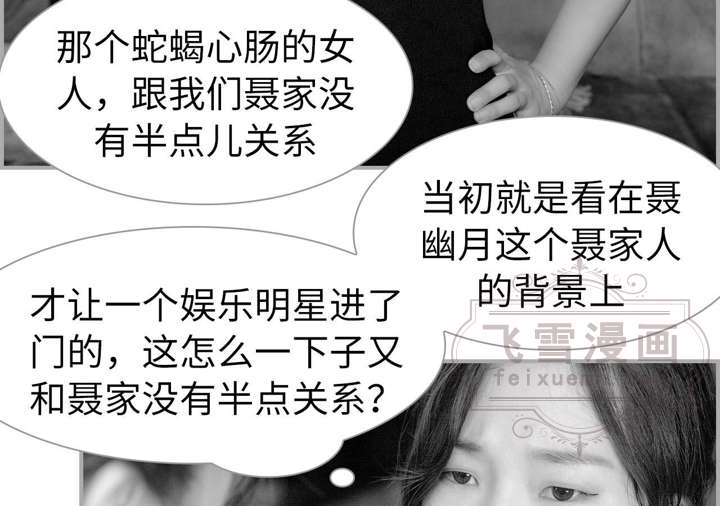 那个蛇蝎心肠的女
人，跟我们聂家没
有半点儿关系
当初就是看在聂
幽月这个聂家人
的背景上
才让一个娱乐明星进了
门的，这怎么一下子又
和聂家没有半点关系？
飞雪漫画
feixuem